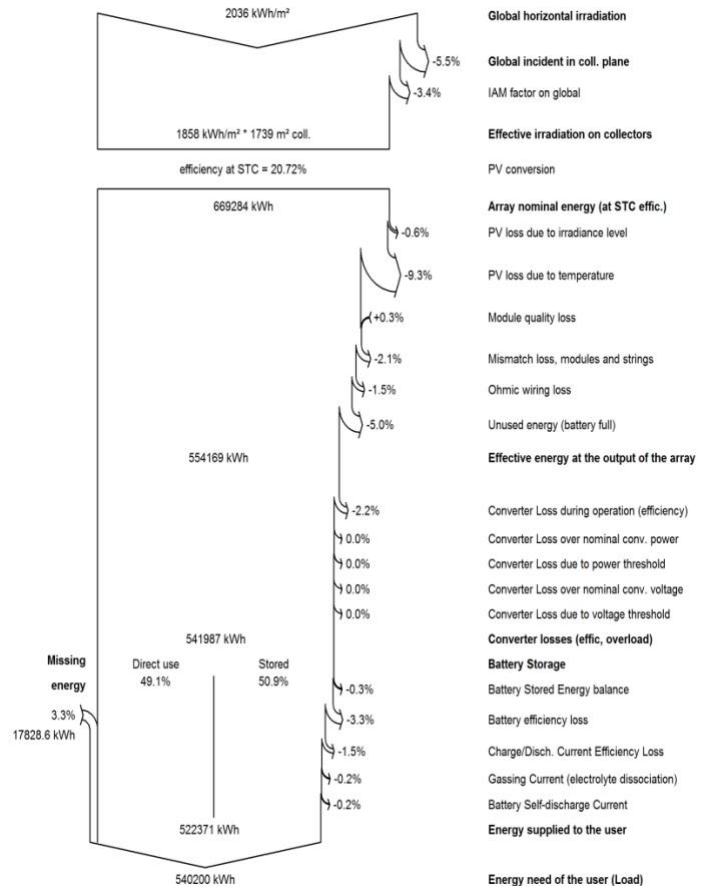 2036 kWh/m²
Global horizontal irradiation
-5.5%
Global incident in coll. plane
-3.4%
IAM factor on global
1858 kWh/m² * 1739 m² coll.
Effective irradiation on collectors
efficiency at STC = 20.72%
PV conversion
669284 kWh
Array nominal energy (at STC effic.)
-0.6%
PV loss due to irradiance level
-9.3%
PV loss due to temperature
+0.3%
Module quality loss
-2.1%
Mismatch loss, modules and strings
-1.5%
Ohmic wiring loss
-5.0%
Unused energy (battery full)
554169 kWh
Effective energy at the output of the array
-2.2%
Converter Loss during operation (efficiency)
0.0%
Converter Loss over nominal conv. power
0.0%
Converter Loss due to power threshold
0.0%
Converter Loss over nominal conv. voltage
0.0%
Converter Loss due to voltage threshold
541987 kWh
Converter losses (effic, overload)
Missing
energy
Direct use
49.1%
Stored
50.9%
Battery Storage
-0.3%
Battery Stored Energy balance
3.3%
17828.6 kWh
-3.3%
Battery efficiency loss
-1.5%
Charge/Disch. Current Efficiency Loss
-0.2%
Gassing Current (electrolyte dissociation)
-0.2%
Battery Self-discharge Current
522371 kWh
Energy supplied to the user
540200 kWh
Energy need of the user (Load)